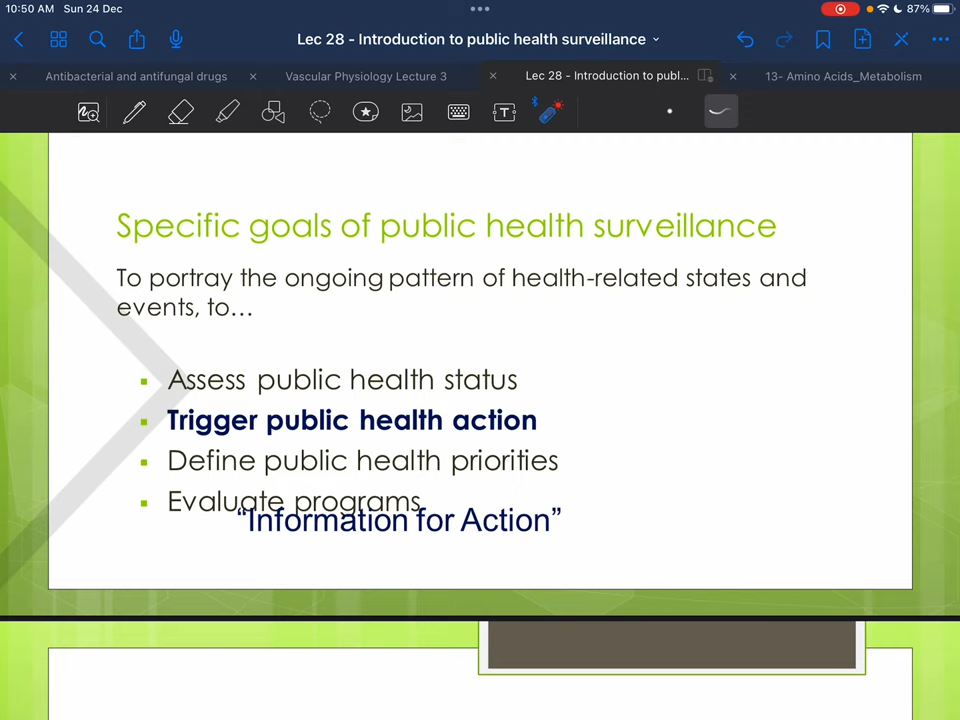 10:50 AM Sun 24 Dec
87%
Lec 28 - Introduction to public health surveillance
Antibacterial and antifungal drugs
Vascular Physiology Lecture 3
Lec 28 - Introduction to publ...
13- Amino Acids_Metabolism
Specific goals of public health surveillance
To portray the ongoing pattern of health-related states and
events, to…
Assess public health status
Trigger public health action
Define public health priorities
Evaluate programs
“Information for Action”